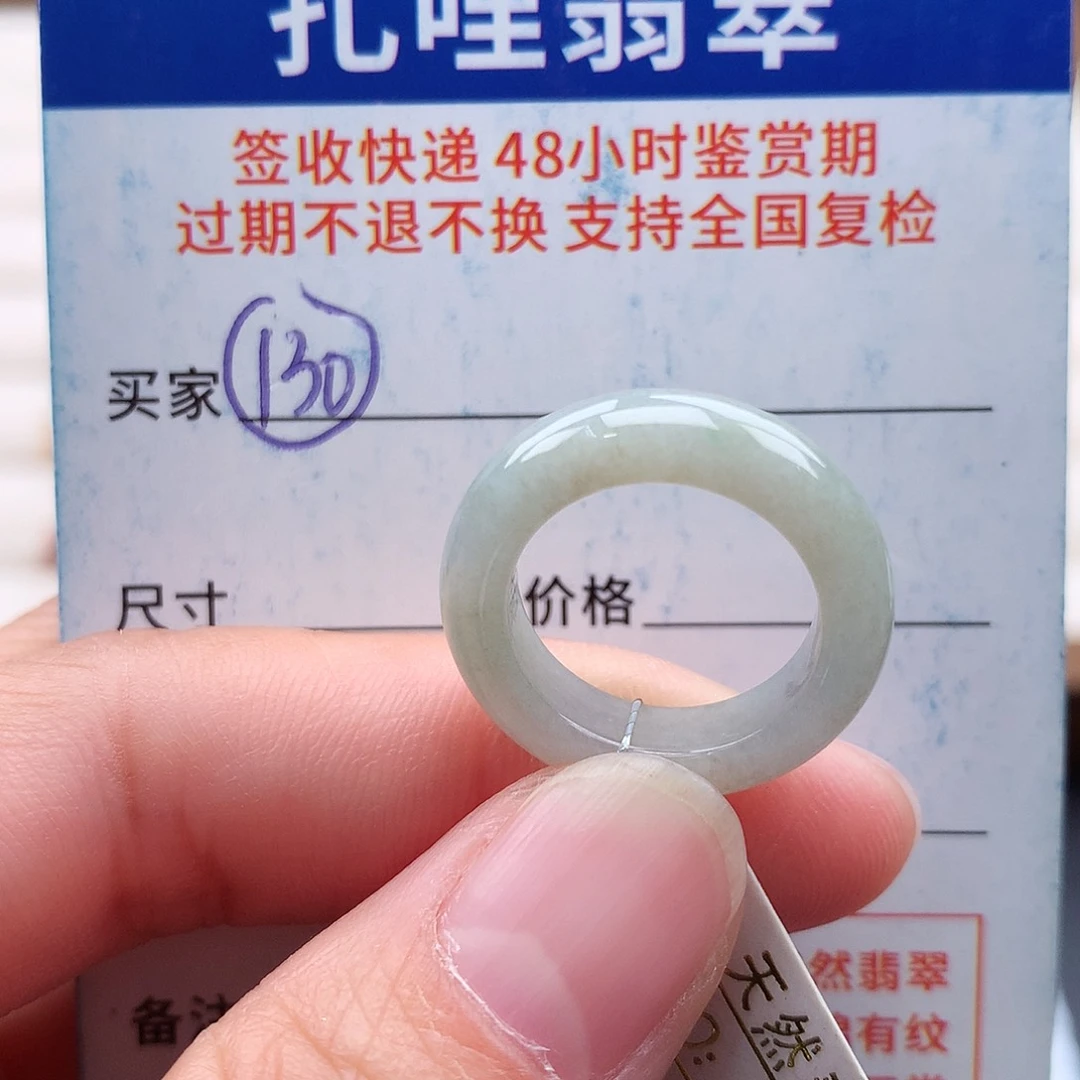 扎哇翡翠
签收快递 48小时鉴赏期
过期不退不换 支持全国复检
买家 130
尺寸 价格
备注
然翡翠
有纹
天然